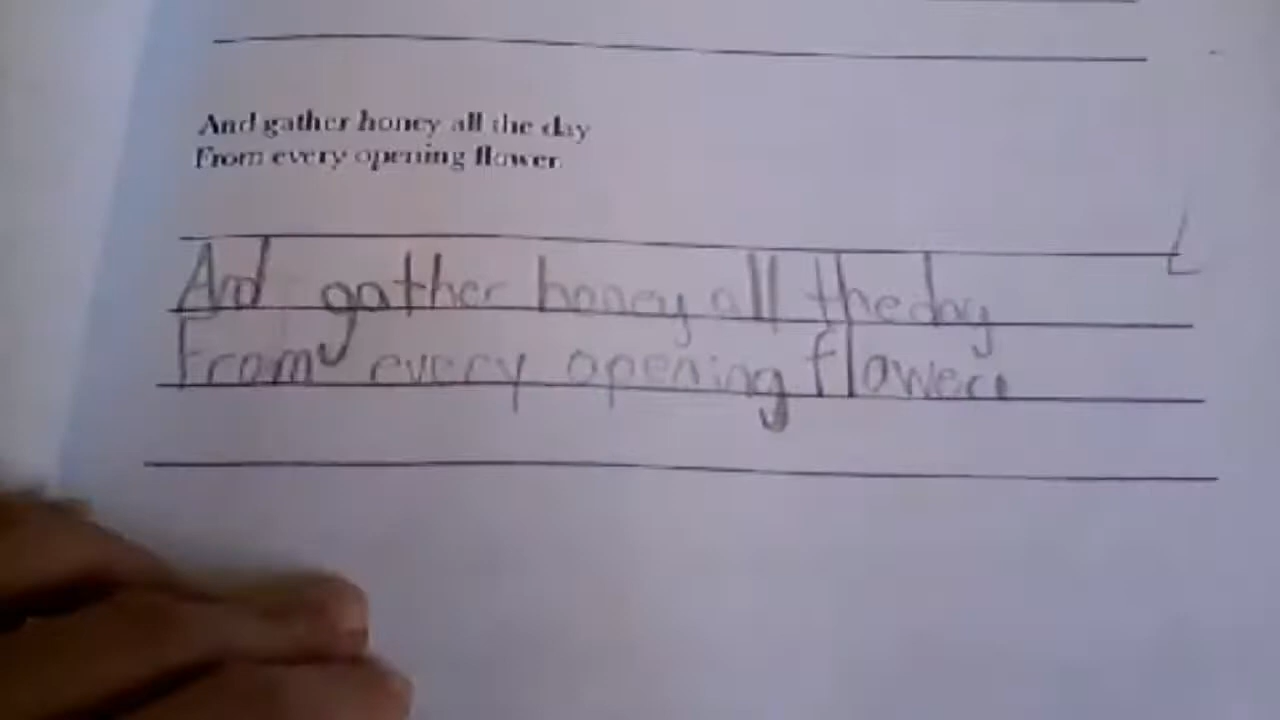 And gather honey all the day
From every opening flower.
And gather honey all the day
From every opening flower.